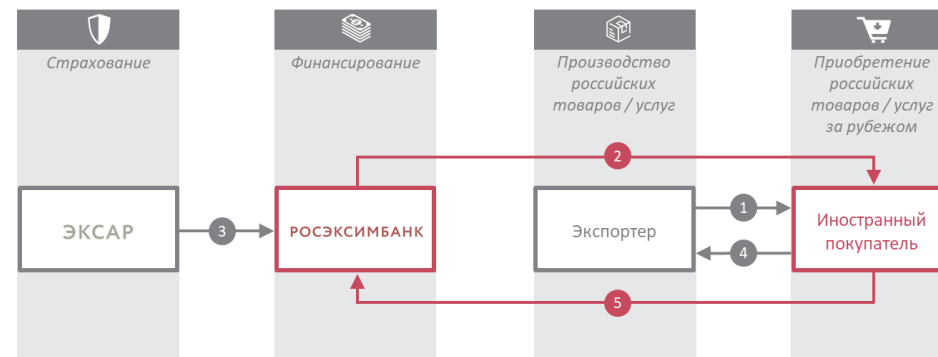 Страхование
Финансирование
Производство
российских
товаров / услуг
Приобретение
российских
товаров / услуг
за рубежом
2
ЭКСАР
3
РОСЭКСИМБАНК
Экспортер
1
4
Иностранный
покупатель
5